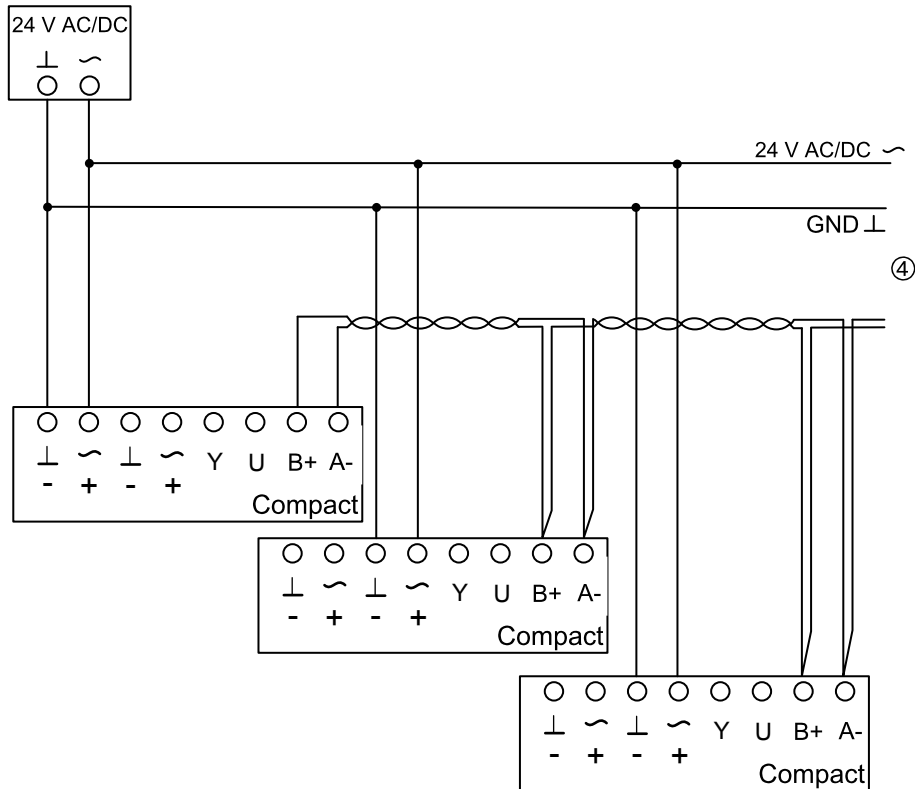 24 V AC/DC
⊥ ~
24 V AC/DC ~
GND ⊥
④
⊥ ~ ⊥ ~ Y U B+ A-
- + - +
Compact
⊥ ~ ⊥ ~ Y U B+ A-
- + - +
Compact
⊥ ~ ⊥ ~ Y U B+ A-
- + - +
Compact